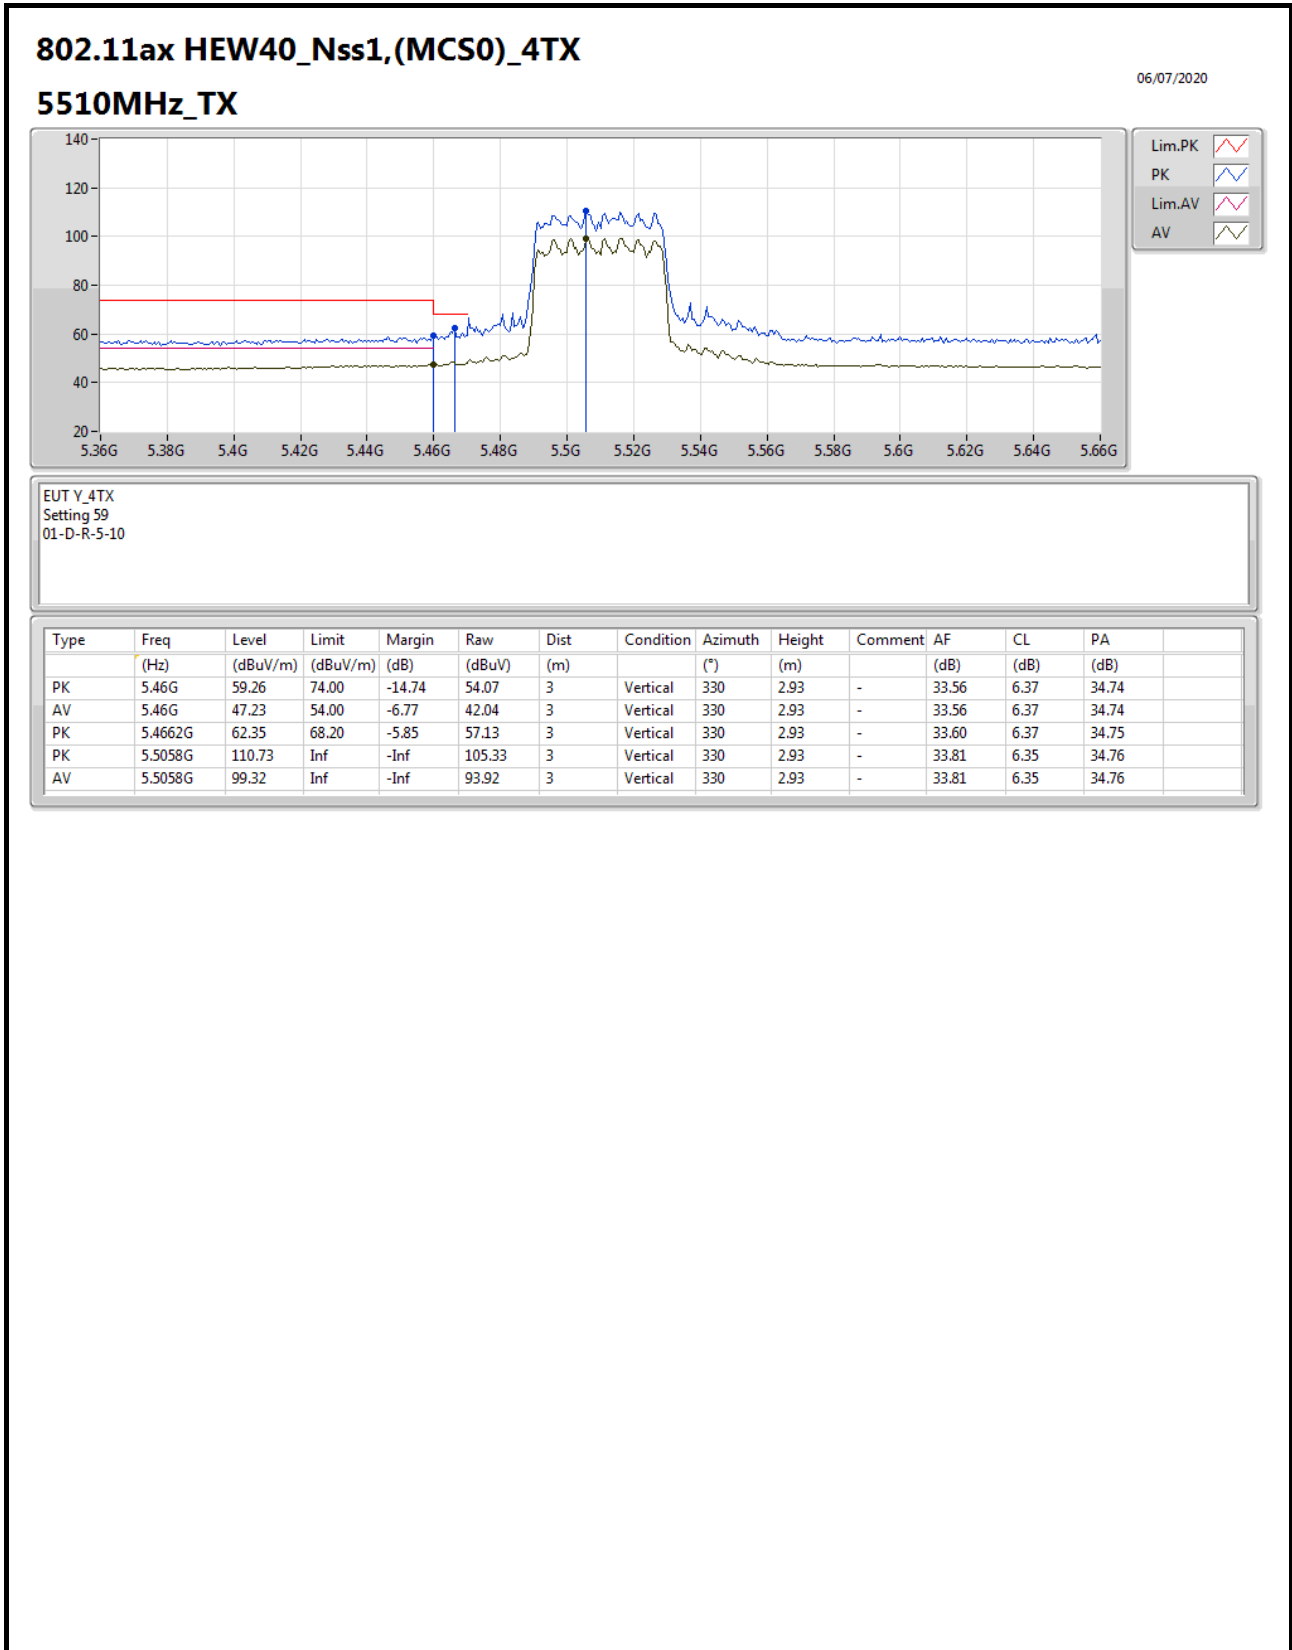 802.11ax HEW40_Nss1,(MCS0)_4TX
06/07/2020
5510MHz_TX
140
120
100
80
60
40
20
5.36G 5.38G 5.4G 5.42G 5.44G 5.46G 5.48G 5.5G 5.52G 5.54G 5.56G 5.58G 5.6G 5.62G 5.64G 5.66G
Lim.PK
PK
Lim.AV
AV
EUT Y_4TX
Setting 59
01-D-R-5-10
Type Freq Level Limit Margin Raw Dist Condition Azimuth Height Comment AF CL PA
(Hz) (dBuV/m) (dBuV/m) (dB) (dBuV) (m) (°) (m) (dB) (dB) (dB)
PK 5.46G 59.26 74.00 -14.74 54.07 3 Vertical 330 2.93 - 33.56 6.37 34.74
AV 5.46G 47.23 54.00 -6.77 42.04 3 Vertical 330 2.93 - 33.56 6.37 34.74
PK 5.4662G 62.35 68.20 -5.85 57.13 3 Vertical 330 2.93 - 33.60 6.37 34.75
PK 5.5058G 110.73 Inf -Inf 105.33 3 Vertical 330 2.93 - 33.81 6.35 34.76
AV 5.5058G 99.32 Inf -Inf 93.92 3 Vertical 330 2.93 - 33.81 6.35 34.76